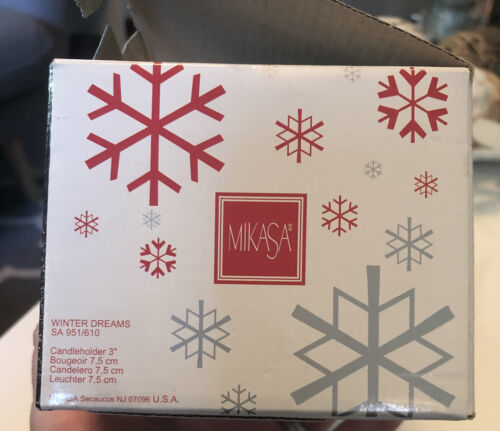 MIKASA
WINTER DREAMS
SA 951/610
Candleholder 3"
Bougeoir 7,5 cm
Candelero 7,5 cm
Leuchter 7,5 cm
MIKASA Secaucus NJ 07096 U.S.A.